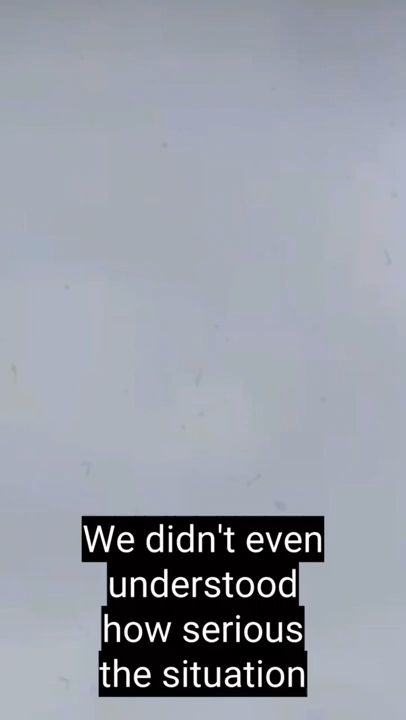 We didn't even
understood
how serious
the situation